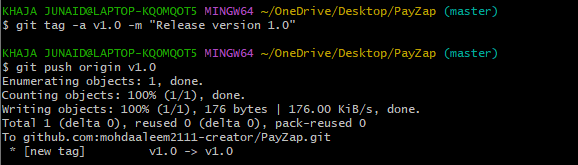 KHAJA JUNAID@LAPTOP-KQOMQOT5 MINGW64 ~/OneDrive/Desktop/PayZap (master)
$ git tag -a v1.0 -m "Release version 1.0"
KHAJA JUNAID@LAPTOP-KQOMQOT5 MINGW64 ~/OneDrive/Desktop/PayZap (master)
$ git push origin v1.0
Enumerating objects: 1, done.
Counting objects: 100% (1/1), done.
Writing objects: 100% (1/1), 176 bytes | 176.00 KiB/s, done.
Total 1 (delta 0), reused 0 (delta 0), pack-reused 0
To github.com:mohdaaleem2111-creator/PayZap.git
 * [new tag]         v1.0 -> v1.0